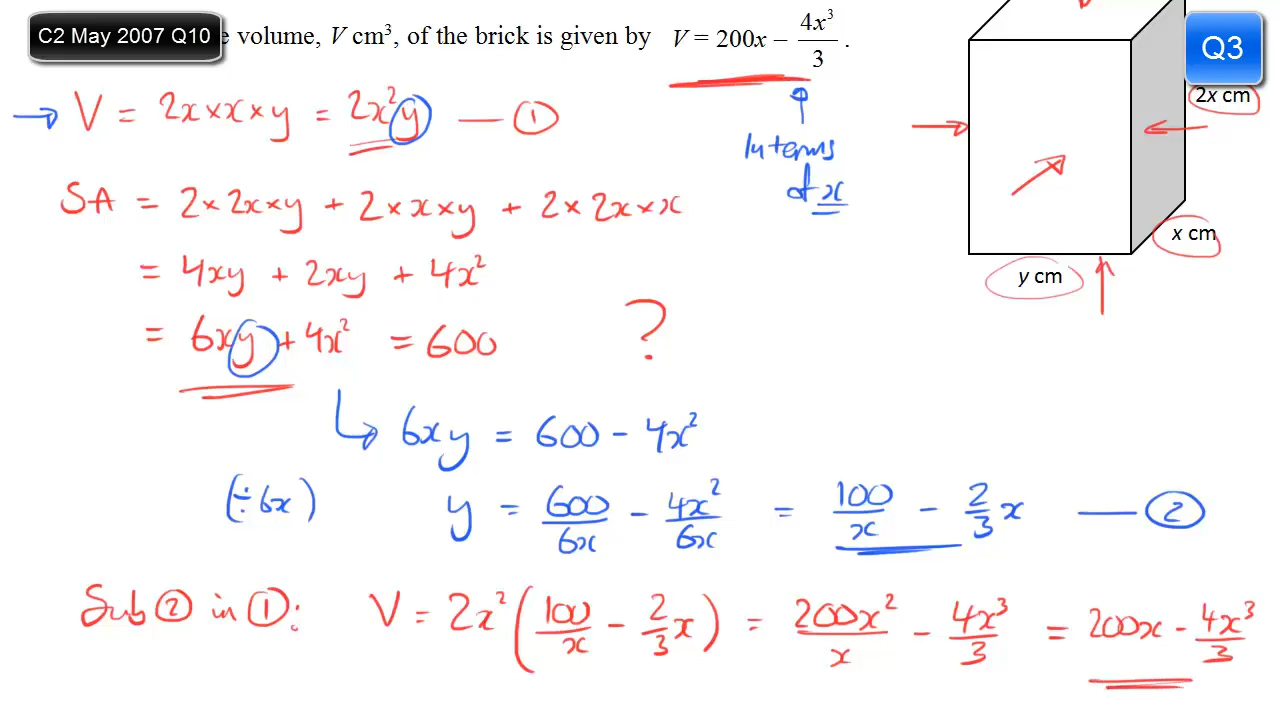 C2 May 2007 Q10
e volume, V cm³, of the brick is given by V = 200x − 4x³/3 .
Q3
2x cm
x cm
y cm
→ V = 2x × x × y = 2x²y — ①
In terms
of x
SA = 2 × 2x × y + 2 × x × y + 2 × 2x × x
= 4xy + 2xy + 4x²
= 6xy + 4x² = 600
?
↳ 6xy = 600 − 4x²
(÷6x) y = 600/6x − 4x²/6x = 100/x − 2/3 x — ②
Sub ② in ①: V = 2x² (100/x − 2/3 x) = 200x²/x − 4x³/3 = 200x − 4x³/3